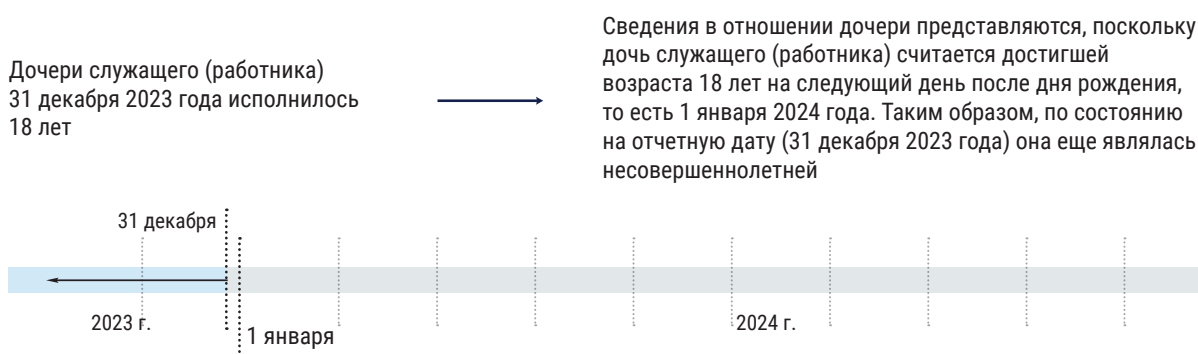 Дочери служащего (работника)
31 декабря 2023 года исполнилось
18 лет
Сведения в отношении дочери представляются, поскольку
дочь служащего (работника) считается достигшей
возраста 18 лет на следующий день после дня рождения,
то есть 1 января 2024 года. Таким образом, по состоянию
на отчетную дату (31 декабря 2023 года) она еще являлась
несовершеннолетней
31 декабря
2023 г.
1 января
2024 г.